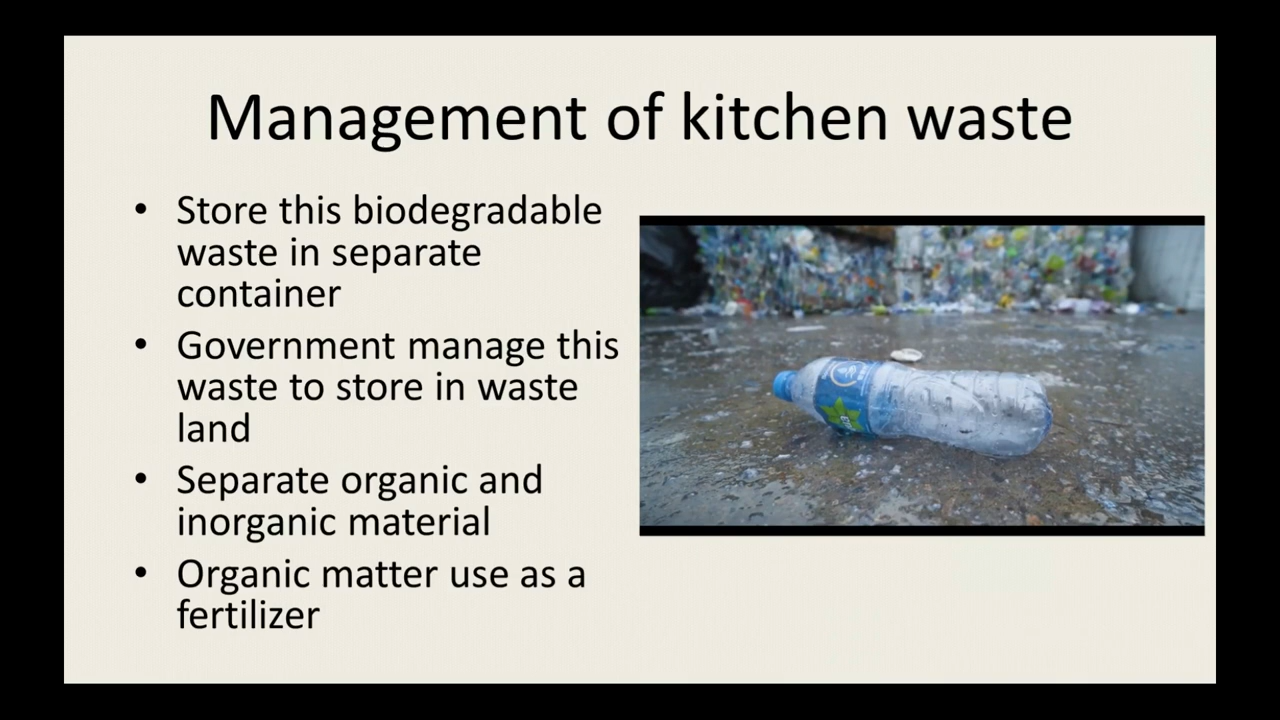 Management of kitchen waste
• Store this biodegradable
waste in separate
container
• Government manage this
waste to store in waste
land
• Separate organic and
inorganic material
• Organic matter use as a
fertilizer